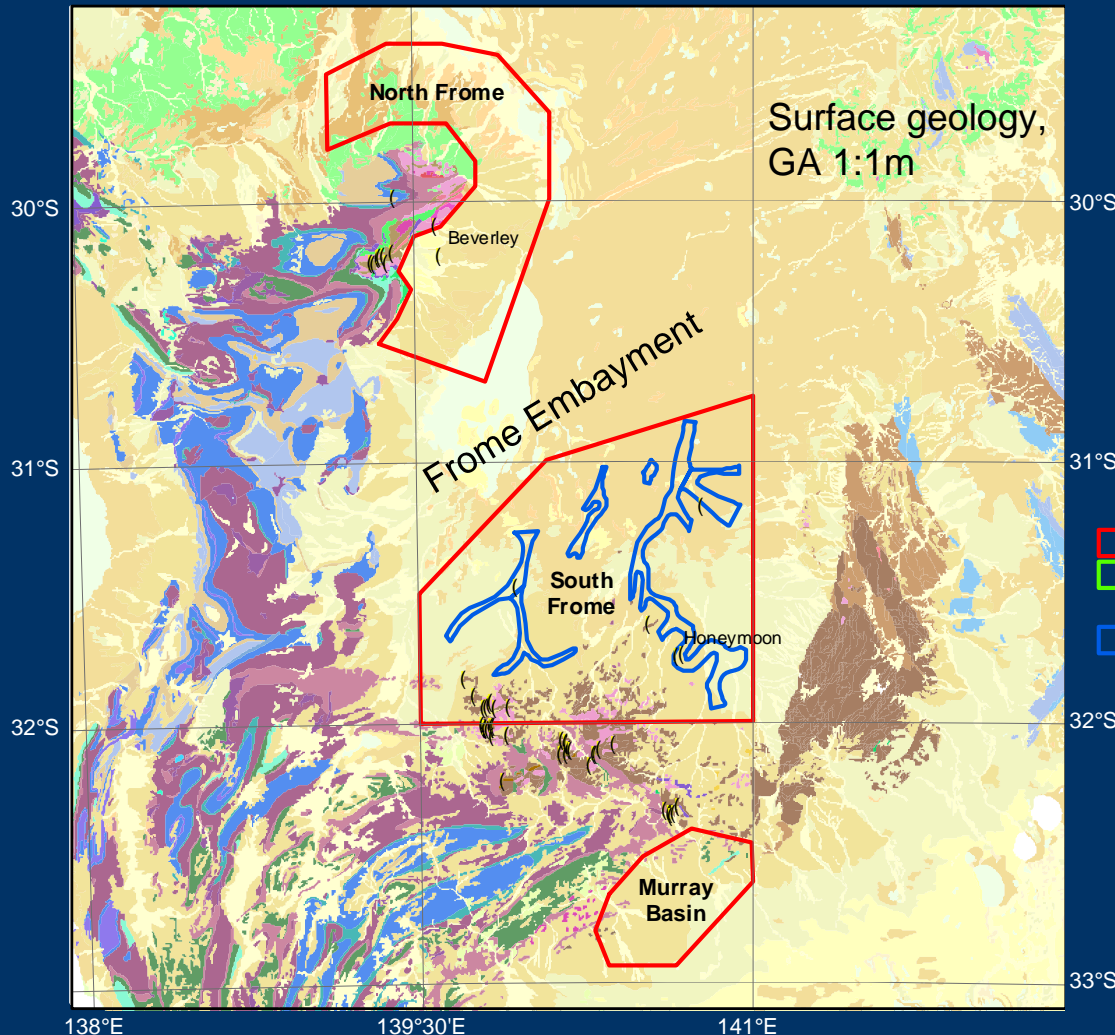 North Frome
Surface geology,
GA 1:1m
30°S
30°S
Beverley
Frome Embayment
31°S
31°S
South
Frome
Honeymoon
32°S
32°S
Murray
Basin
33°S
138°E
139°30'E
141°E